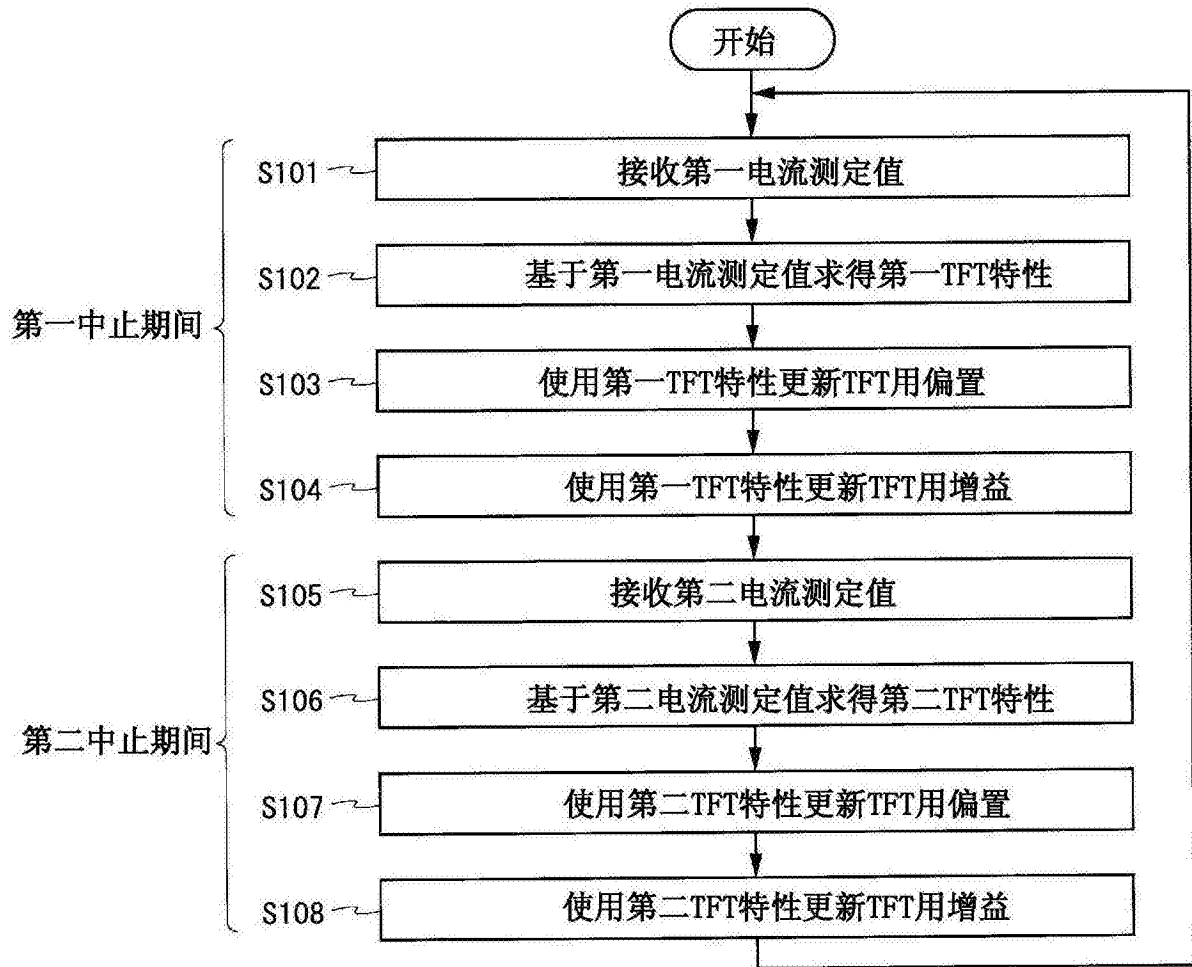 开始
S101
接收第一电流测定值
S102
基于第一电流测定值求得第一TFT特性
第一中止期间
S103
使用第一TFT特性更新TFT用偏置
S104
使用第一TFT特性更新TFT用增益
S105
接收第二电流测定值
S106
基于第二电流测定值求得第二TFT特性
第二中止期间
S107
使用第二TFT特性更新TFT用偏置
S108
使用第二TFT特性更新TFT用增益